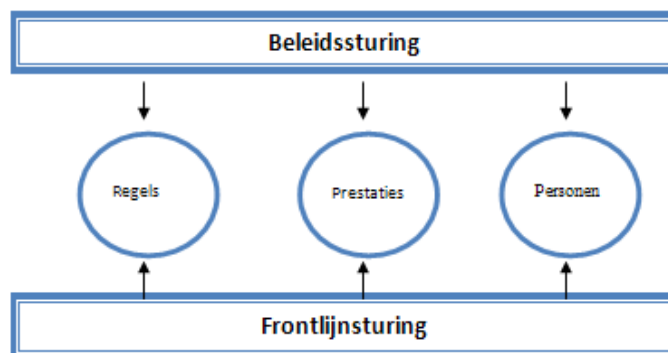 Beleidssturing
Regels
Prestaties
Personen
Frontlijnsturing